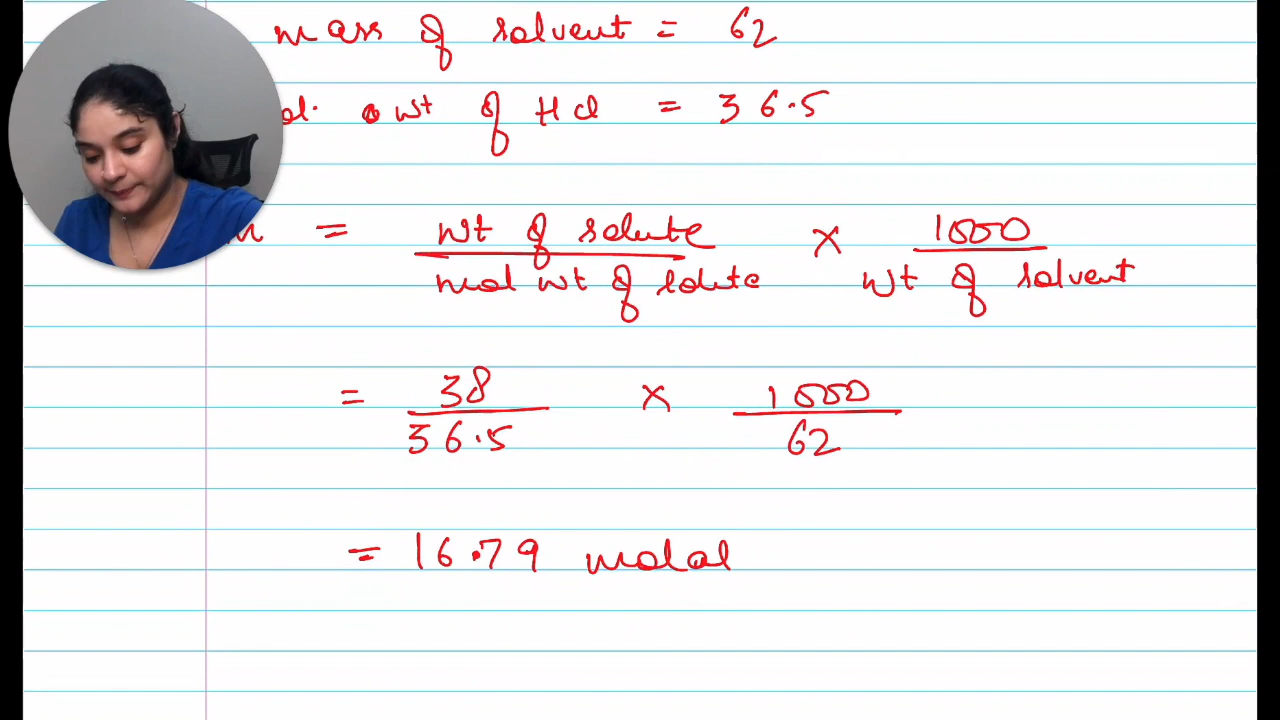 mass of solvent = 62
wt of HCl = 36.5
= wt of solute × 1000
mol wt of solute wt of solvent
= 38 × 1000
36.5 62
= 16.79 molal